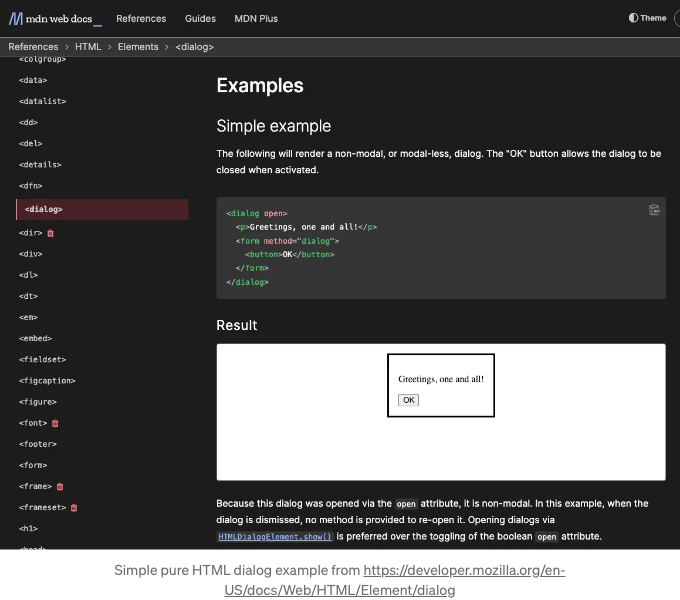 mdn web docs_
References
Guides
MDN Plus
Theme
References › HTML › Elements › <dialog>
<colgroup>
<data>
<datalist>
<dd>
<del>
<details>
<dfn>
<dialog>
<dir>
<div>
<dl>
<dt>
<em>
<embed>
<fieldset>
<figcaption>
<figure>
<font>
<footer>
<form>
<frame>
<frameset>
<h1>
<head>
Examples
Simple example
The following will render a non-modal, or modal-less, dialog. The "OK" button allows the dialog to be
closed when activated.
<dialog open>
<p>Greetings, one and all!</p>
<form method="dialog">
<button>OK</button>
</form>
</dialog>
Result
Greetings, one and all!
OK
Because this dialog was opened via the open attribute, it is non-modal. In this example, when the
dialog is dismissed, no method is provided to re-open it. Opening dialogs via
HTMLDialogElement.show() is preferred over the toggling of the boolean open attribute.
Simple pure HTML dialog example from https://developer.mozilla.org/en-
US/docs/Web/HTML/Element/dialog